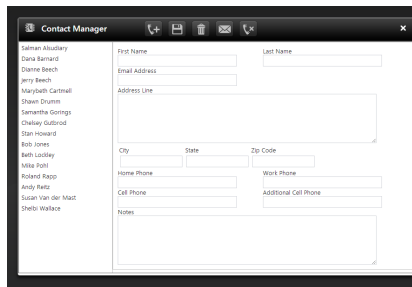 Contact Manager
Salman Alsudiary
Dana Barnard
Dianne Beech
Jerry Beech
Marybeth Cartmell
Shawn Drumm
Samantha Gorings
Chelsey Gutbrod
Stan Howard
Bob Jones
Beth Lockley
Mike Pohl
Roland Rapp
Andy Reitz
Susan Van der Mast
Shelbi Wallace
First Name Last Name
Email Address
Address Line
City State Zip Code
Home Phone Work Phone
Cell Phone Additional Cell Phone
Notes